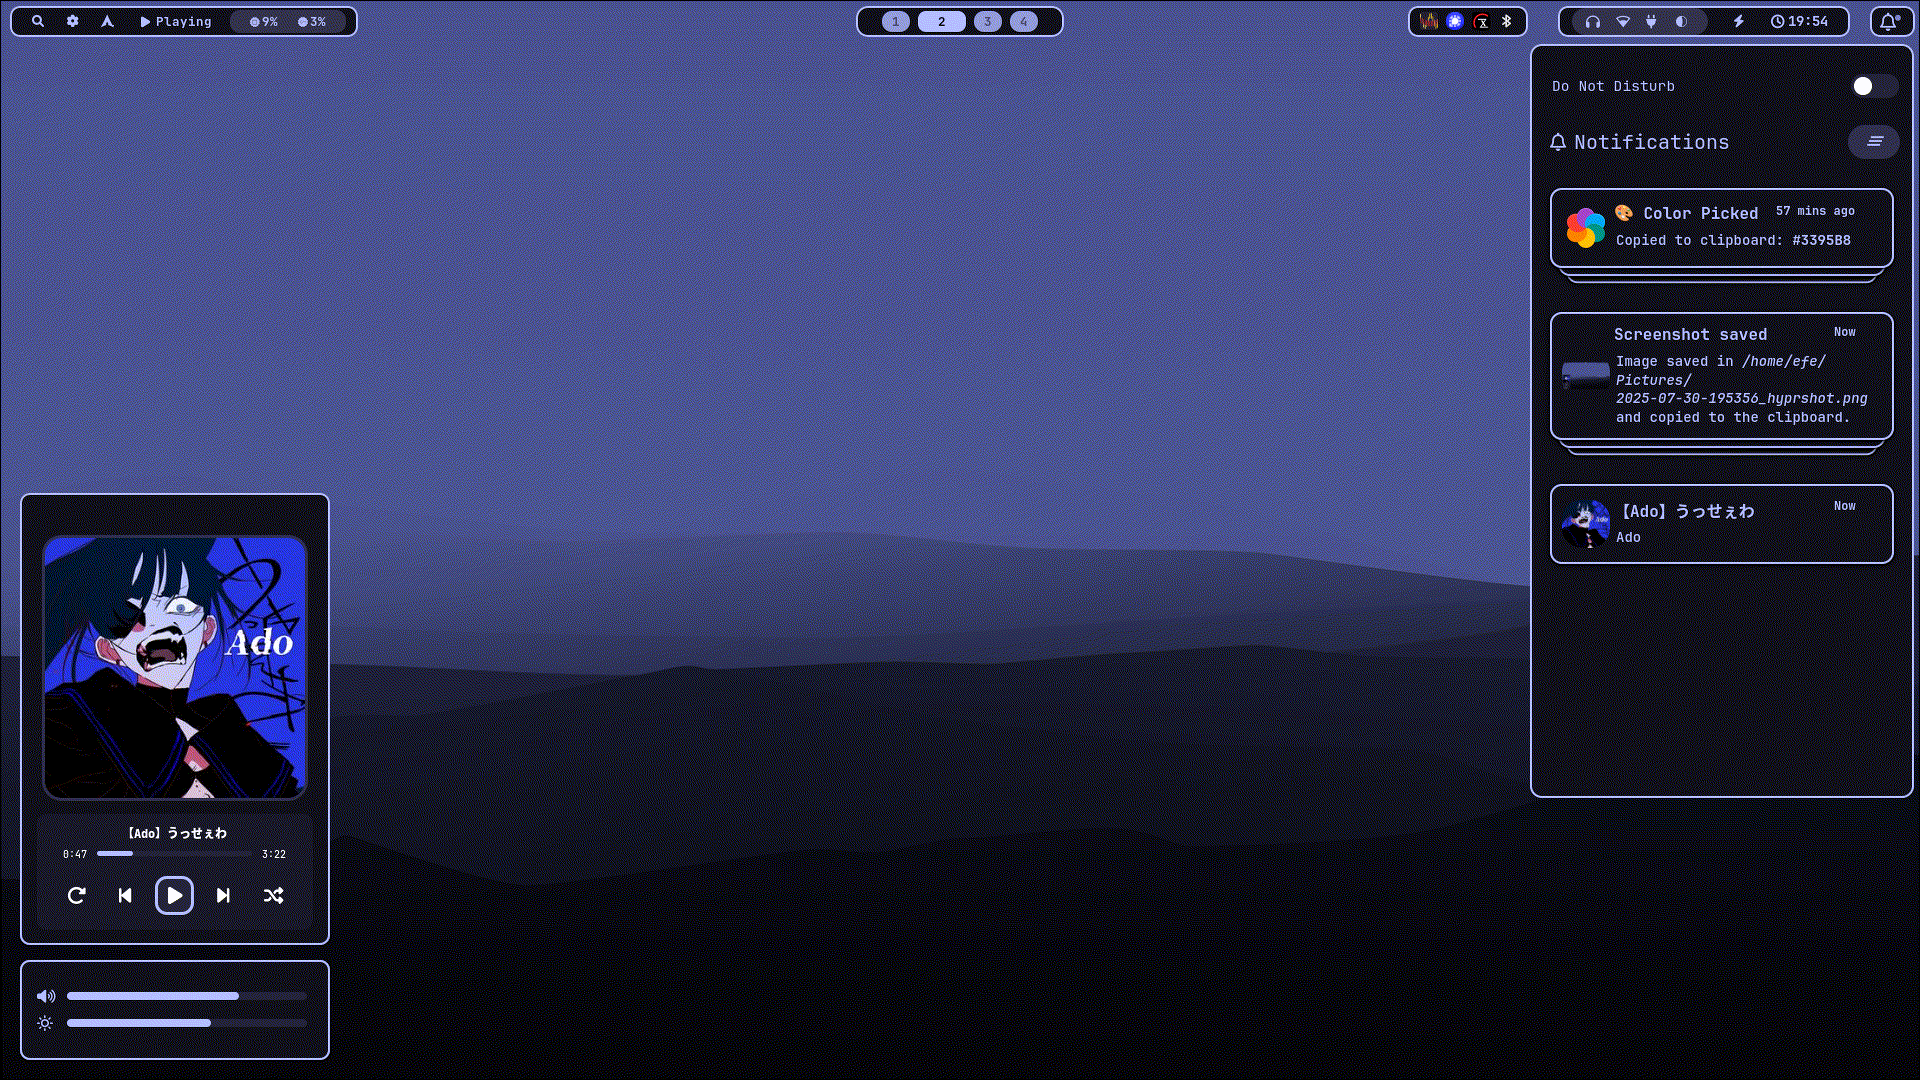 Playing 9% 3%
1 2 3 4
19:54
Do Not Disturb
Notifications
Color Picked 57 mins ago
Copied to clipboard: #3395B8
Screenshot saved Now
Image saved in /home/efe/
Pictures/
2025-07-30-195356_hyprshot.png
and copied to the clipboard.
【Ado】うっせぇわ Now
Ado
Ado
【Ado】うっせぇわ
0:47 3:22